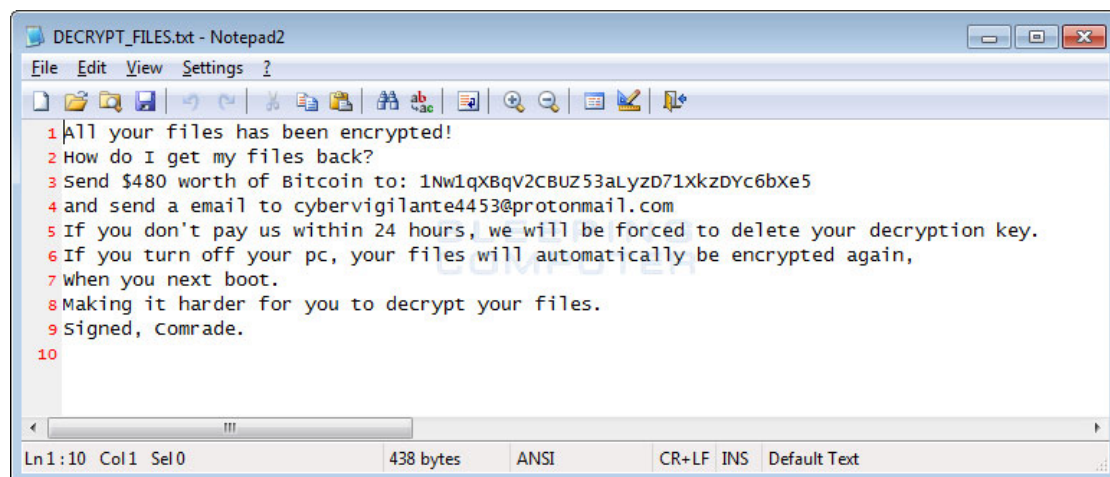 DECRYPT_FILES.txt - Notepad2
File Edit View Settings ?
1 All your files has been encrypted!
2 How do I get my files back?
3 Send $480 worth of Bitcoin to: 1Nw1qXBqV2CBUZ53aLyzD71XkzDYc6bXe5
4 and send a email to cybervigilante4453@protonmail.com
5 If you don't pay us within 24 hours, we will be forced to delete your decryption key.
6 If you turn off your pc, your files will automatically be encrypted again,
7 When you next boot.
8 Making it harder for you to decrypt your files.
9 Signed, Comrade.
10
BLEEPING
COMPUTER
Ln 1 : 10 Col 1 Sel 0 438 bytes ANSI CR+LF INS Default Text